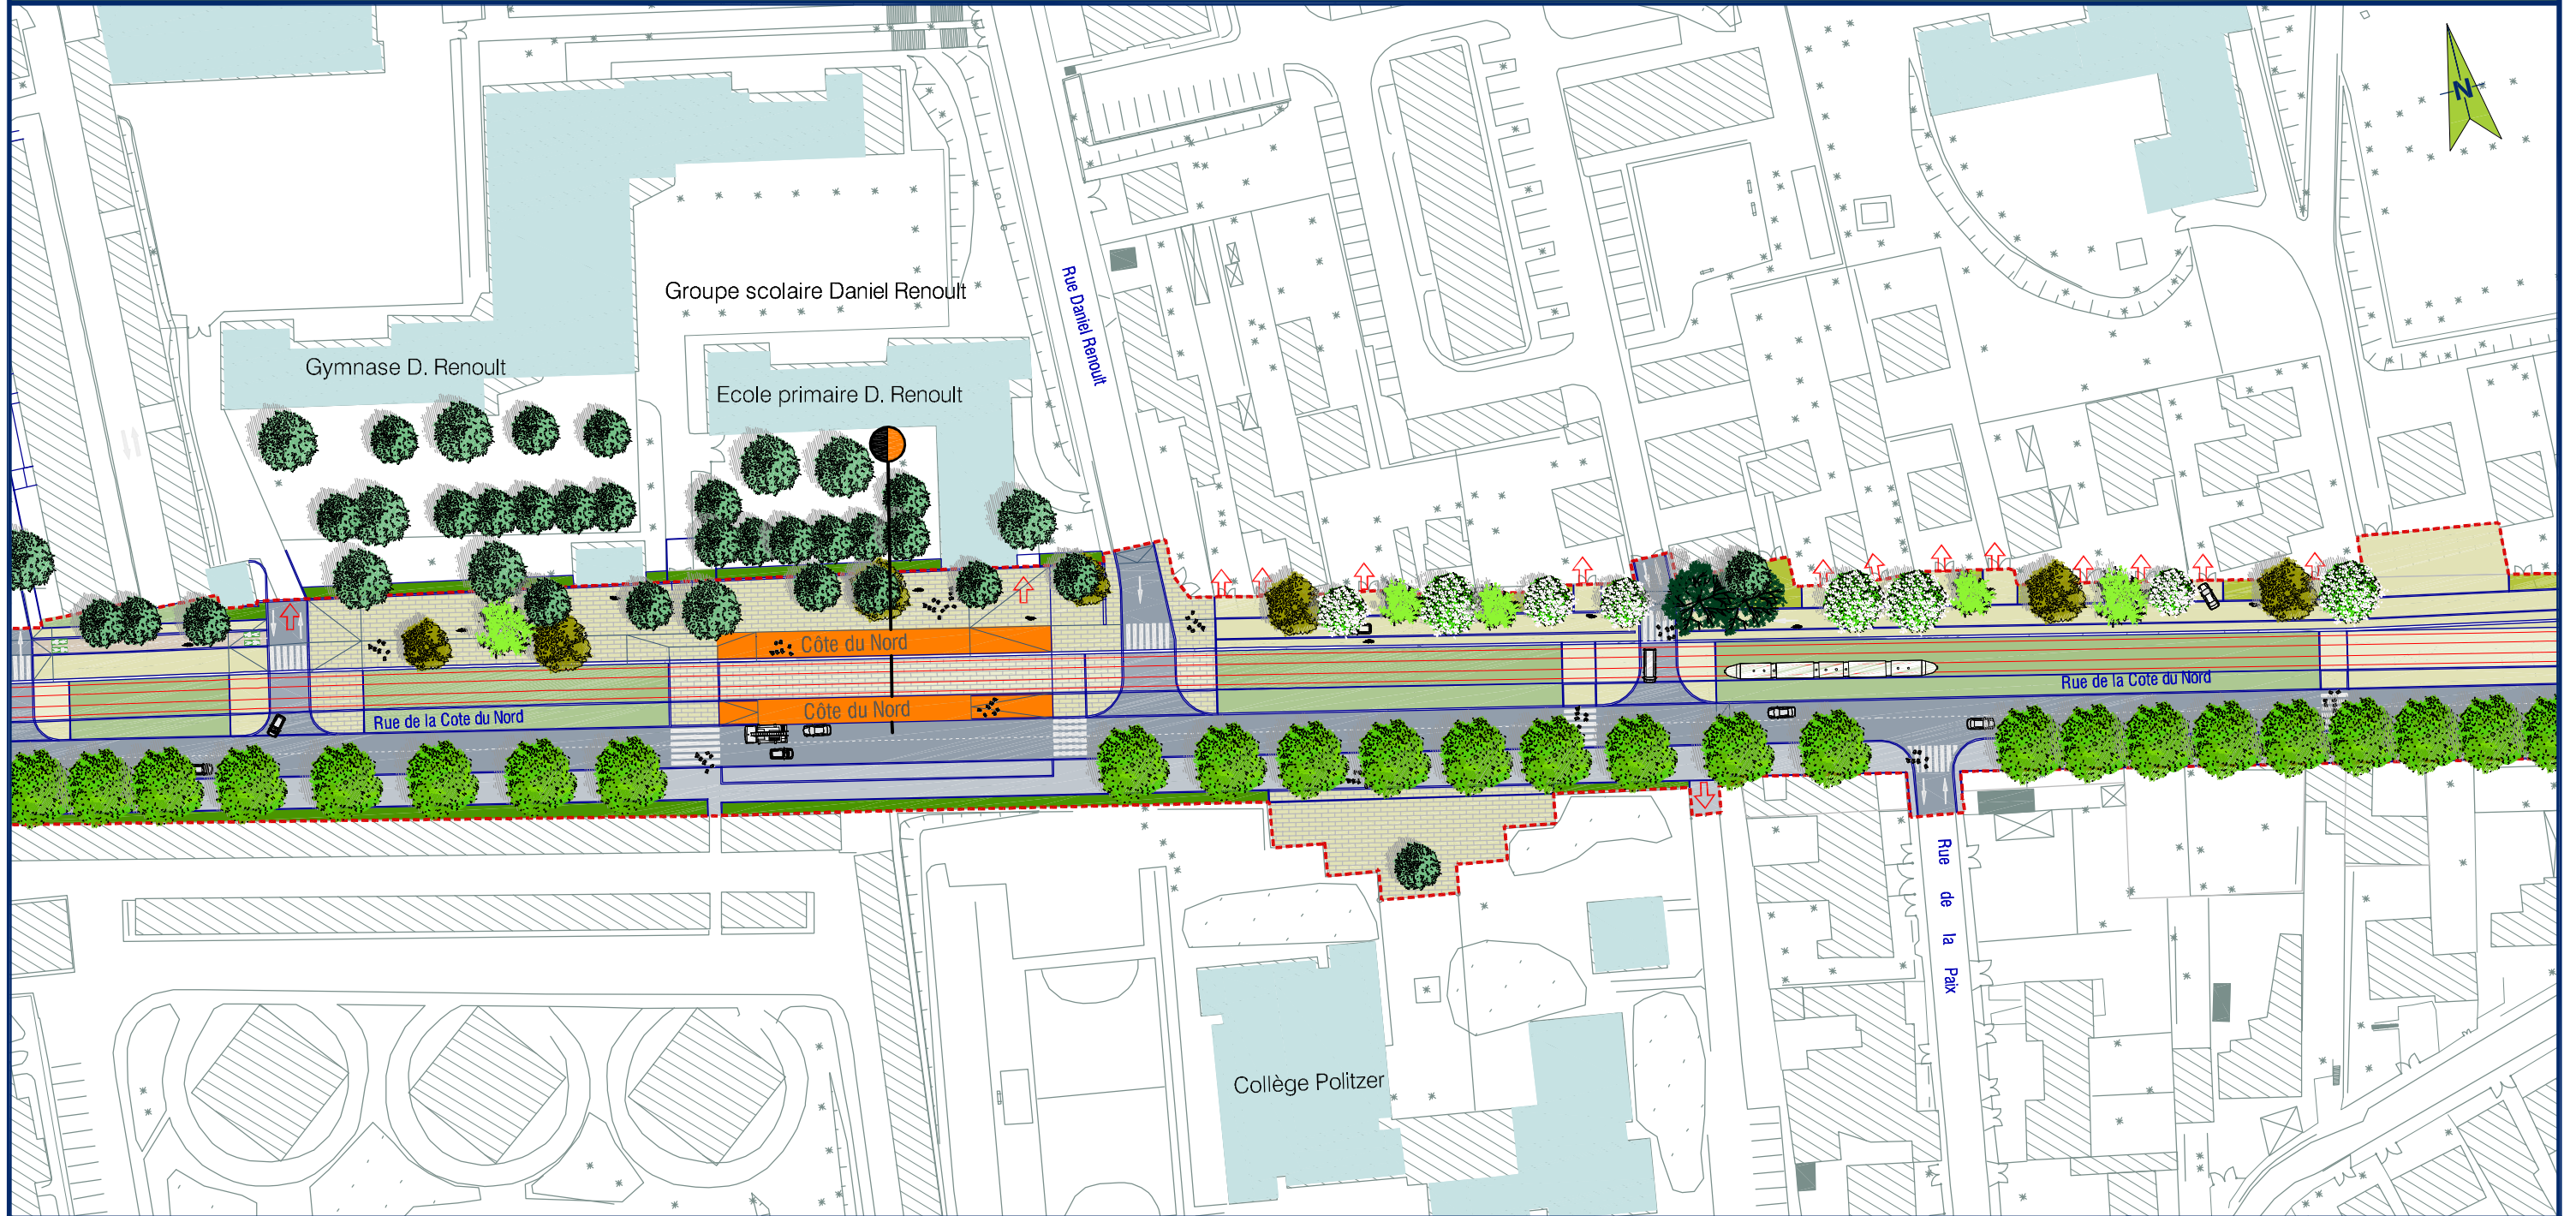 N
Groupe scolaire Daniel Renoult
Rue Daniel Renoult
Gymnase D. Renoult
Ecole primaire D. Renoult
Côte du Nord
Rue de la Cote du Nord
Côte du Nord
Rue de la Cote du Nord
Rue de la Paix
Collège Politzer